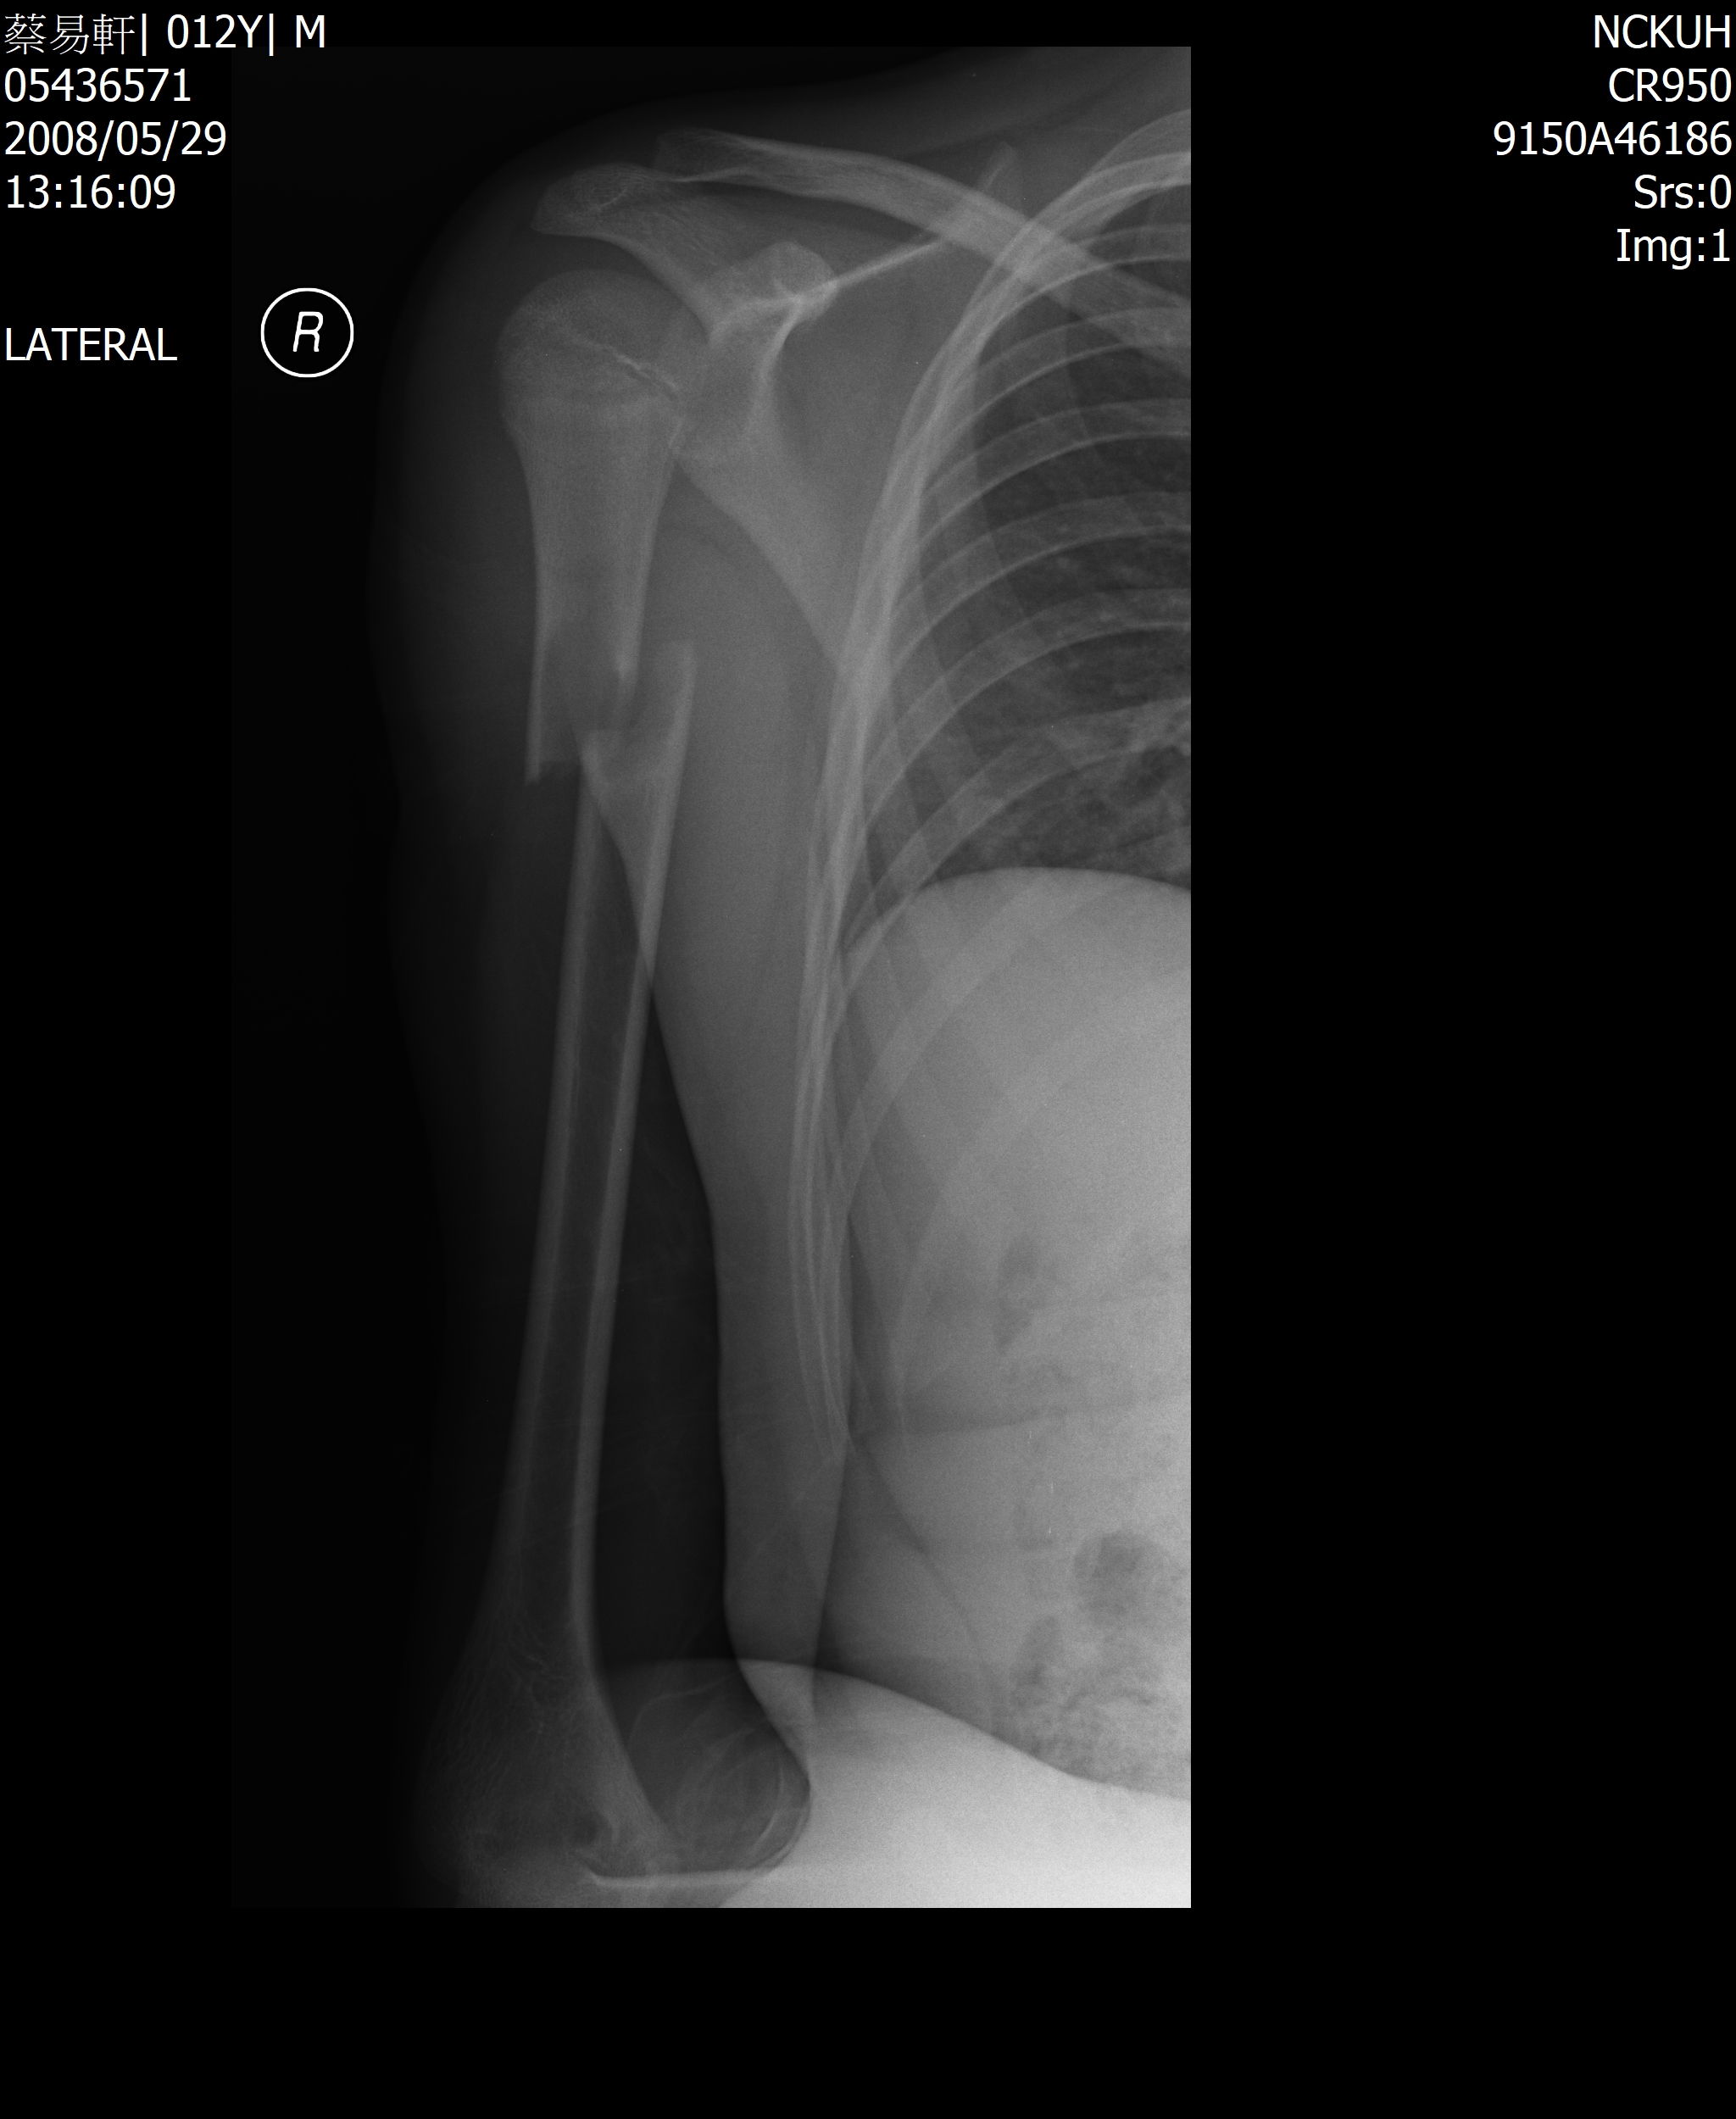 蔡易軒| 012Y| M
05436571
2008/05/29
13:16:09
LATERAL
R
NCKUH
CR950
9150A46186
Srs:0
Img:1